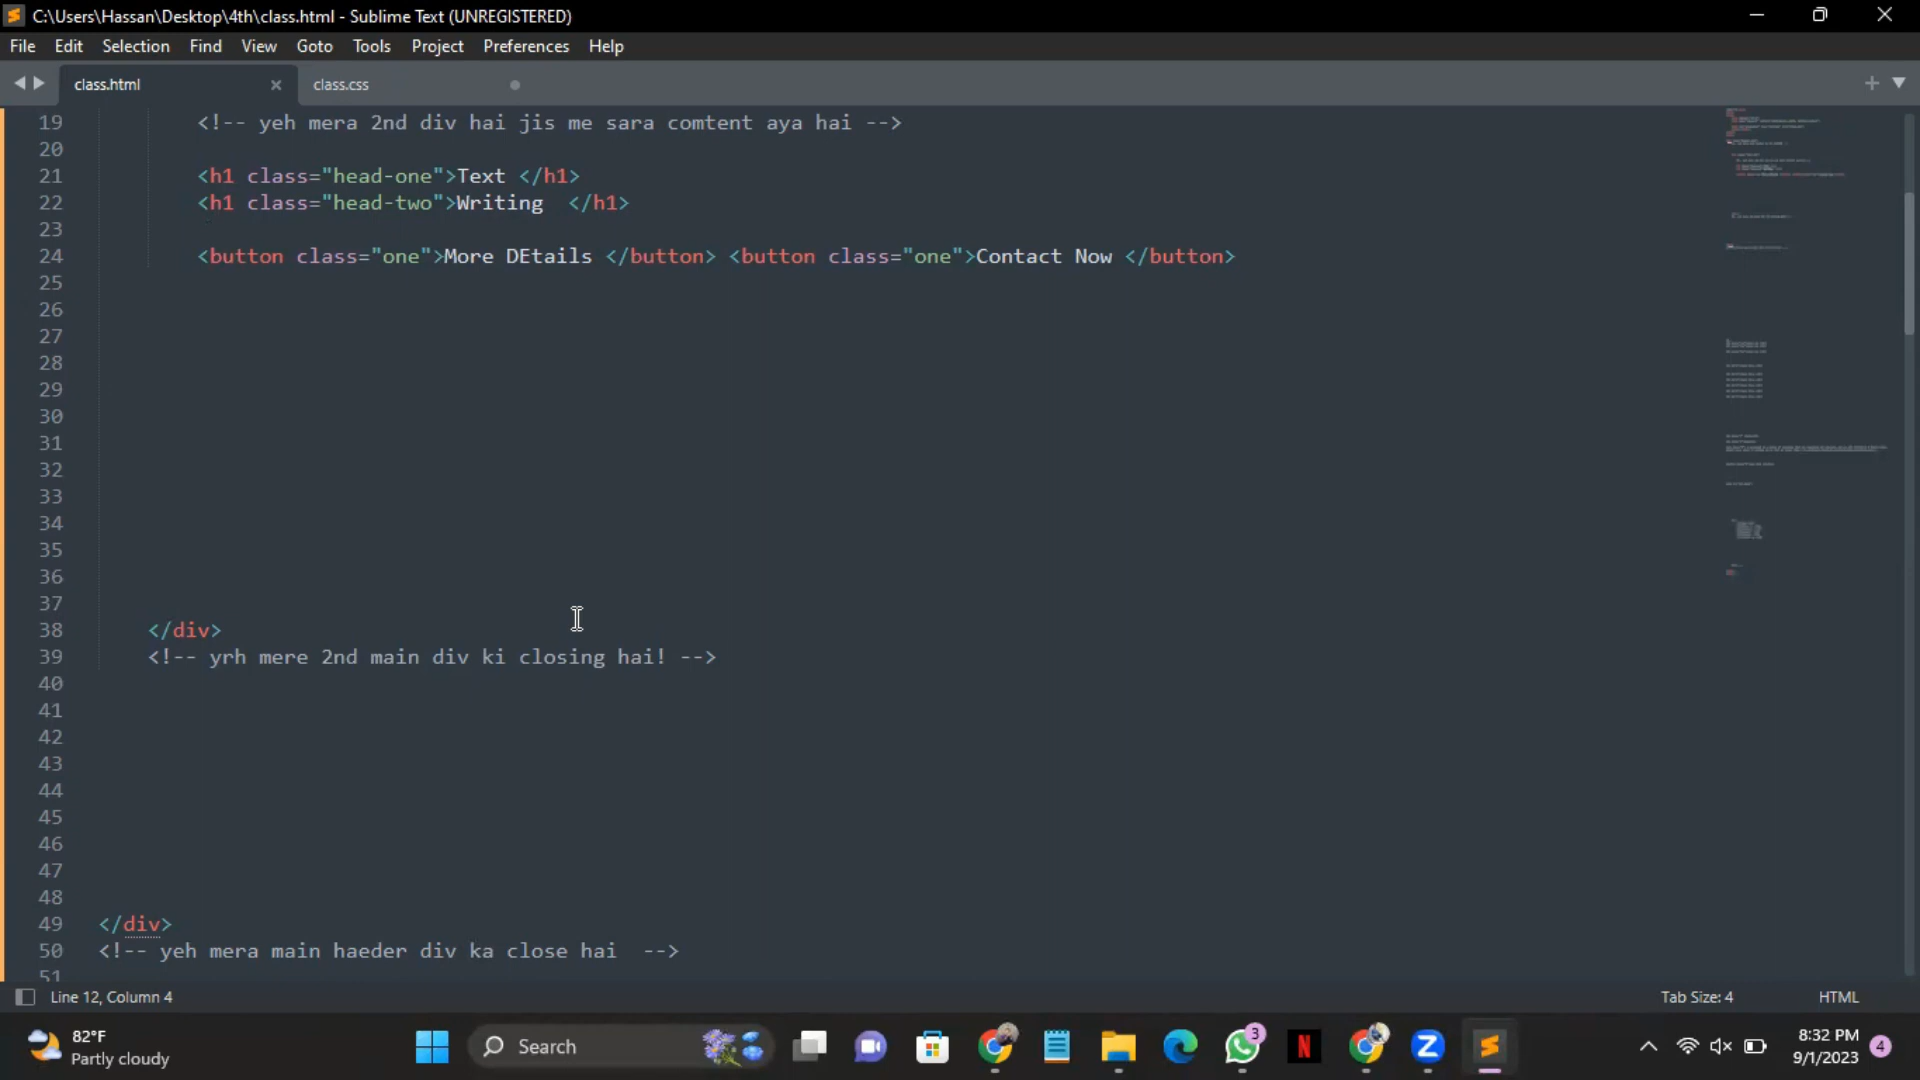 C:\Users\Hassan\Desktop\4th\class.html - Sublime Text (UNREGISTERED)
File Edit Selection Find View Goto Tools Project Preferences Help
class.html class.css
19 <!-- yeh mera 2nd div hai jis me sara comtent aya hai -->
20
21 <h1 class="head-one">Text </h1>
22 <h1 class="head-two">Writing  </h1>
23
24 <button class="one">More DEtails </button> <button class="one">Contact Now </button>
25
26
27
28
29
30
31
32
33
34
35
36
37
38 </div>
39 <!-- yrh mere 2nd main div ki closing hai! -->
40
41
42
43
44
45
46
47
48
49 </div>
50 <!-- yeh mera main haeder div ka close hai  -->
51
Line 12, Column 4 Tab Size: 4 HTML
82°F
Partly cloudy
Search
3
N
Z
8:32 PM
9/1/2023
4